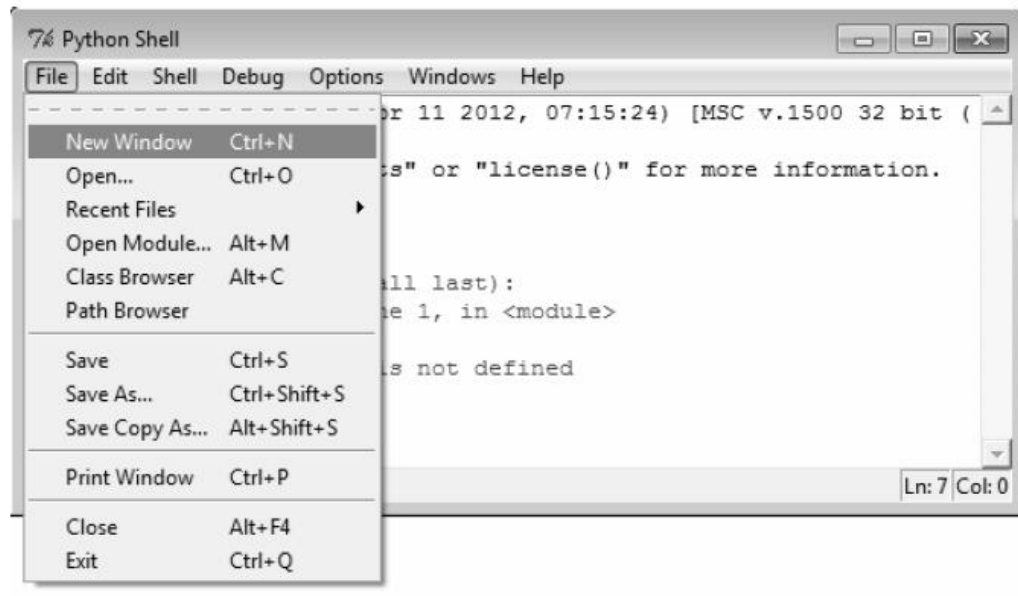 Python Shell
File Edit Shell Debug Options Windows Help
r 11 2012, 07:15:24) [MSC v.1500 32 bit (
New Window Ctrl+N
s" or "license()" for more information.
Open... Ctrl+O
Recent Files
Open Module... Alt+M
Class Browser Alt+C
all last):
Path Browser
e 1, in <module>
Save Ctrl+S
s not defined
Save As... Ctrl+Shift+S
Save Copy As... Alt+Shift+S
Print Window Ctrl+P
Ln: 7 Col: 0
Close Alt+F4
Exit Ctrl+Q